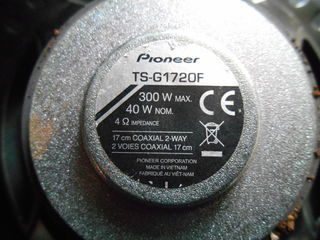 Pioneer
TS-G1720F
300 W MAX.
40 W NOM.
4 Ω IMPEDANCE
17 cm COAXIAL 2-WAY
2 VOIES COAXIAL 17 cm
PIONEER CORPORATION
MADE IN VIETNAM
FABRIQUÉ AU VIÊT-NAM
CE